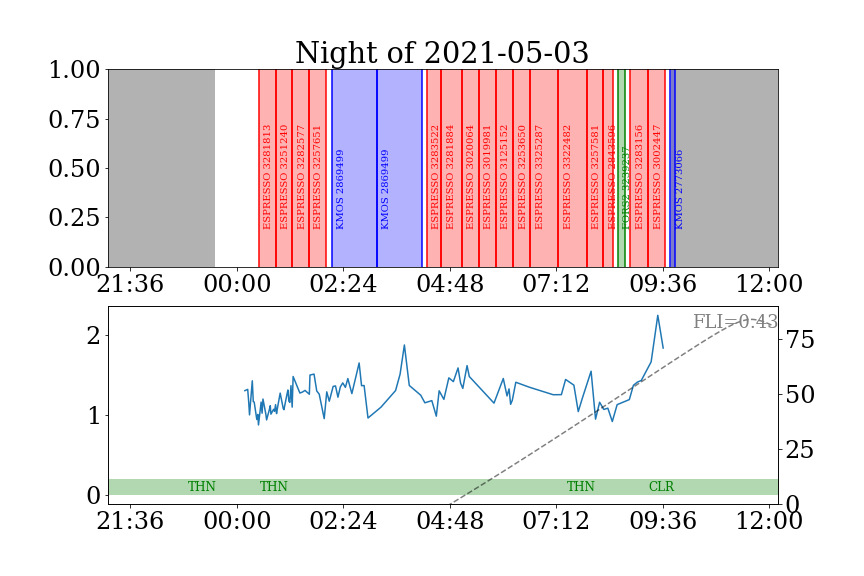 Night of 2021-05-03
1.00
0.75
0.50
0.25
0.00
ESPRESSO 3281813
ESPRESSO 3251240
ESPRESSO 3282577
ESPRESSO 3257651
KMOS 2869499
KMOS 2869499
ESPRESSO 3283522
ESPRESSO 3281884
ESPRESSO 3020064
ESPRESSO 3019981
ESPRESSO 3125152
ESPRESSO 3253650
ESPRESSO 3325287
ESPRESSO 3322482
ESPRESSO 3257581
ESPRESSO 2843596
FORS2 3239237
ESPRESSO 3283156
ESPRESSO 3002447
KMOS 2773066
21:36 00:00 02:24 04:48 07:12 09:36 12:00
FLI=0.43
2
1
0
75
50
25
0
THN THN THN CLR
21:36 00:00 02:24 04:48 07:12 09:36 12:00